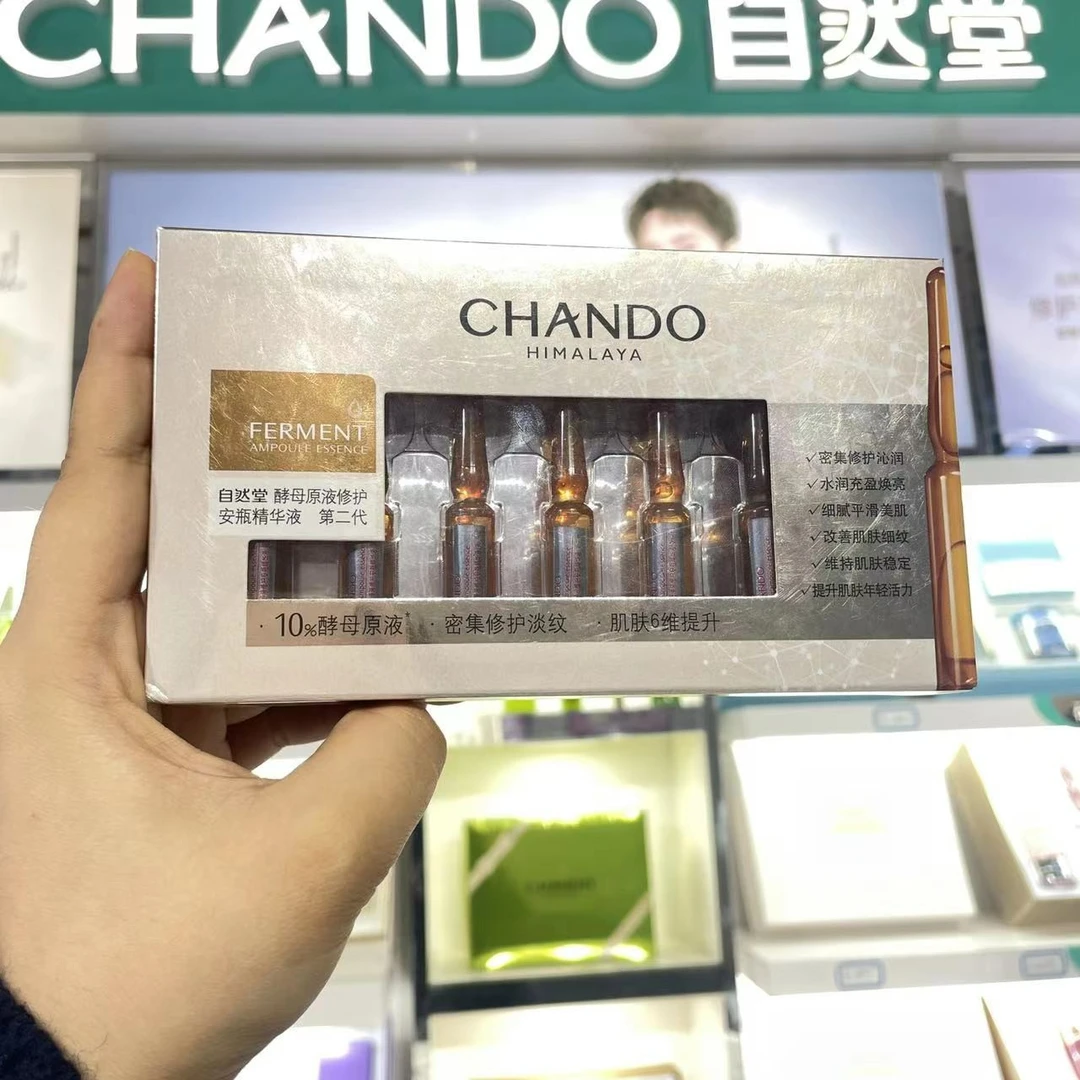 CHANDO 自然堂
CHANDO
HIMALAYA
FERMENT
AMPOULE ESSENCE
自然堂 酵母原液修护
安瓶精华液 第二代
✓密集修护沁润
✓水润充盈焕亮
✓细腻平滑美肌
✓改善肌肤细纹
✓维持肌肤稳定
✓提升肌肤年轻活力
· 10%酵母原液* · 密集修护淡纹 · 肌肤6维提升
CHANDO